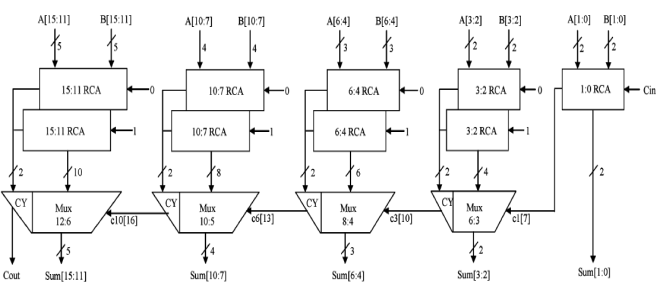 A[15:11] B[15:11] A[10:7] B[10:7] A[6:4] B[6:4] A[3:2] B[3:2] A[1:0] B[1:0]
5 5 4 4 3 3 2 2 2 2
15:11 RCA 0 10:7 RCA 0 6:4 RCA 0 3:2 RCA 0 1:0 RCA Cin
15:11 RCA 1 10:7 RCA 1 6:4 RCA 1 3:2 RCA 1
2 10 2 8 2 6 2 4 2
CY Mux CY Mux CY Mux CY Mux
12:6 c10[16] 10:5 c6[13] 8:4 c3[10] 6:3 c1[7]
5 4 3 2
Cout Sum[15:11] Sum[10:7] Sum[6:4] Sum[3:2] Sum[1:0]